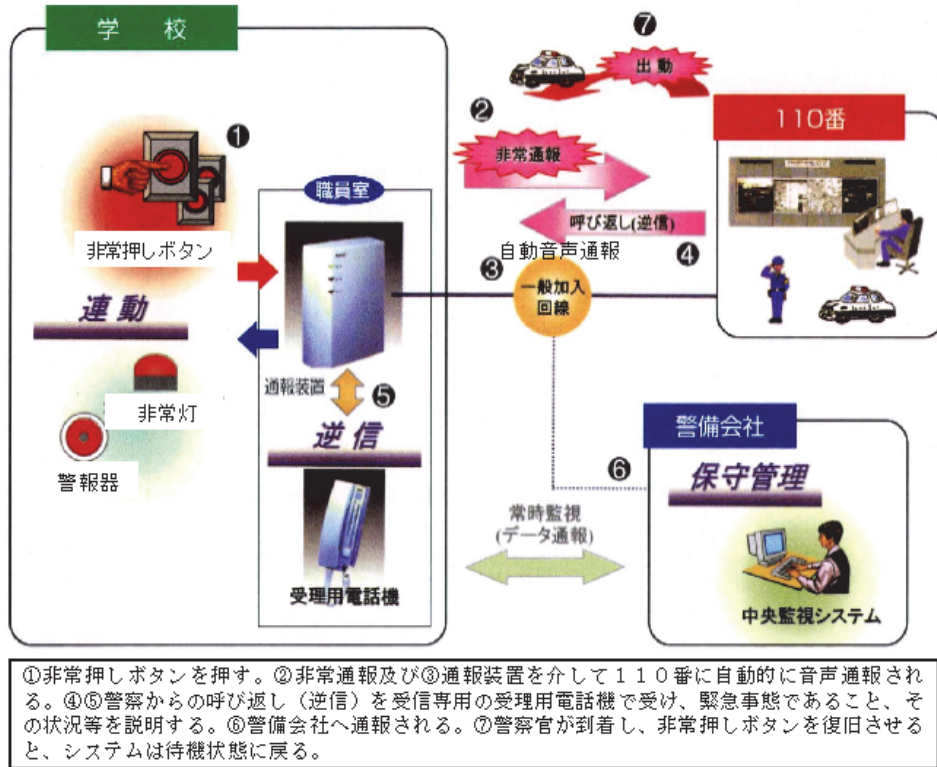 学 校
❼
出 動
❷
110番
❶
非常通報
職員室
呼び返し(逆信)
非常押しボタン
自動音声通報
❹
❸
一般加入
回線
連 動
通報装置
❺
非常灯
逆 信
警備会社
警報器
❻
保守管理
常時監視
(データ通報)
受理用電話機
中央監視システム
①非常押しボタンを押す。②非常通報及び③通報装置を介して１１０番に自動的に音声通報され
る。④⑤警察からの呼び返し（逆信）を受信専用の受理用電話機で受け、緊急事態であること、そ
の状況等を説明する。⑥警備会社へ通報される。⑦警察官が到着し、非常押しボタンを復旧させる
と、システムは待機状態に戻る。